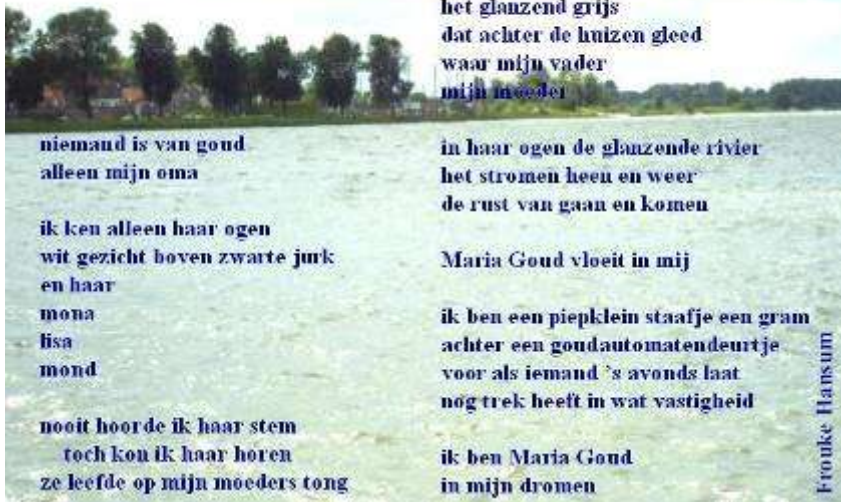 niemand is van goud
alleen mijn oma

ik ken alleen haar ogen
wit gezicht boven zwarte jurk
en haar
mona
lisa
mond

nooit hoorde ik haar stem
toch kon ik haar horen
ze leefde op mijn moeders tong

het glanzend grijs
dat achter de huizen gleed
waar mijn vader
mijn moeder

in haar ogen de glanzende rivier
het stromen heen en weer
de rust van gaan en komen

Maria Goud vloeit in mij

ik ben een piepklein staafje een gram
achter een goudautomatendeurtje
voor als iemand 's avonds laat
nog trek heeft in wat vastigheid

ik ben Maria Goud
in mijn dromen

Frouke Hansum